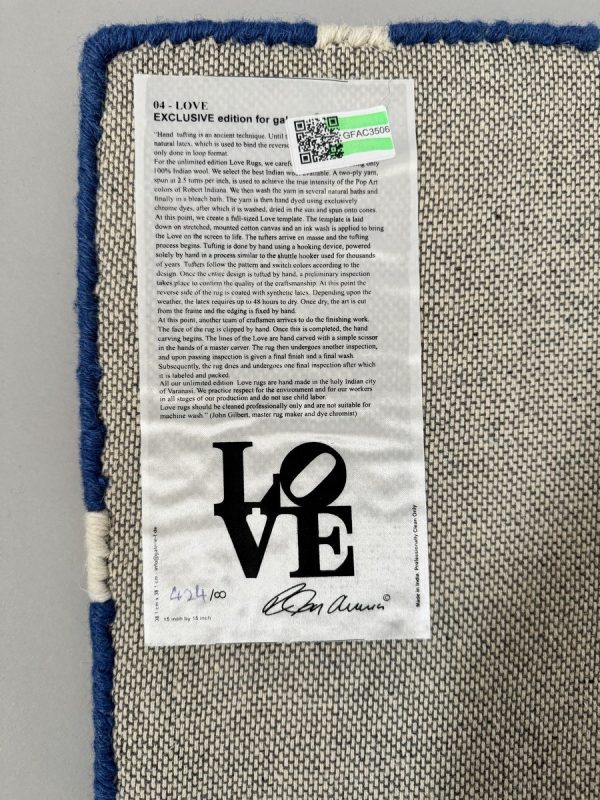 04 - LOVE
EXCLUSIVE edition for
GFAC3506
"Hand tufting is an ancient technique. Until
natural latex, which is used to bind the
only done in loop format.
For the unlimited edition Love Rugs, we only
100% Indian wool. We select the best Indian A two-ply yarn,
spun at 2.5 turns per inch, is used to achieve the true intensity of the Pop Art
colors of Robert Indiana. We then wash the yarn in several natural baths and
finally in a bleach bath. The yarn is then hand dyed using exclusively
chrome dyes, after which it is washed, dried in the sun and spun onto cones.
At this point, we create a full-sized Love template. The template is laid
down on stretched, mounted cotton canvas and an ink wash is applied to bring
the Love on the screen to life. The tufters arrive en masse and the tufting
process begins. Tufting is done by hand using a hooking device, powered
solely by hand in a process similar to the shuttle hooker used for thousands
of years. Tufters follow the pattern and switch colors according to the
design. Once the entire design is tufted by hand, a preliminary inspection
takes place to confirm the quality of the craftsmanship. At this point the
reverse side of the rug is coated with synthetic latex. Depending upon the
weather, the latex requires up to 48 hours to dry. Once dry, the art is cut
from the frame and the edging is fixed by hand.
At this point, another team of craftsmen arrives to do the finishing work.
The face of the rug is clipped by hand. Once this is completed, the hand
carving begins. The lines of the Love are hand carved with a simple scissor
in the hands of a master carver. The rug then undergoes another inspection,
and upon passing inspection is given a final finish and a final wash.
Subsequently, the rug dries and undergoes one final inspection after which
it is labeled and packed.
All our unlimited edition Love rugs are hand made in the holy Indian city
of Varanasi. We practice respect for the environment and for our workers
in all stages of our production and do not use child labor.
Love rugs should be cleaned professionally only and are not suitable for
machine wash." (John Gilbert, master rug maker and dye chromist)
LO
VE
424/∞
©
15 inch by 15 inch
38.1 cm x 38.1 cm
Made in India. Professionally Clean Only